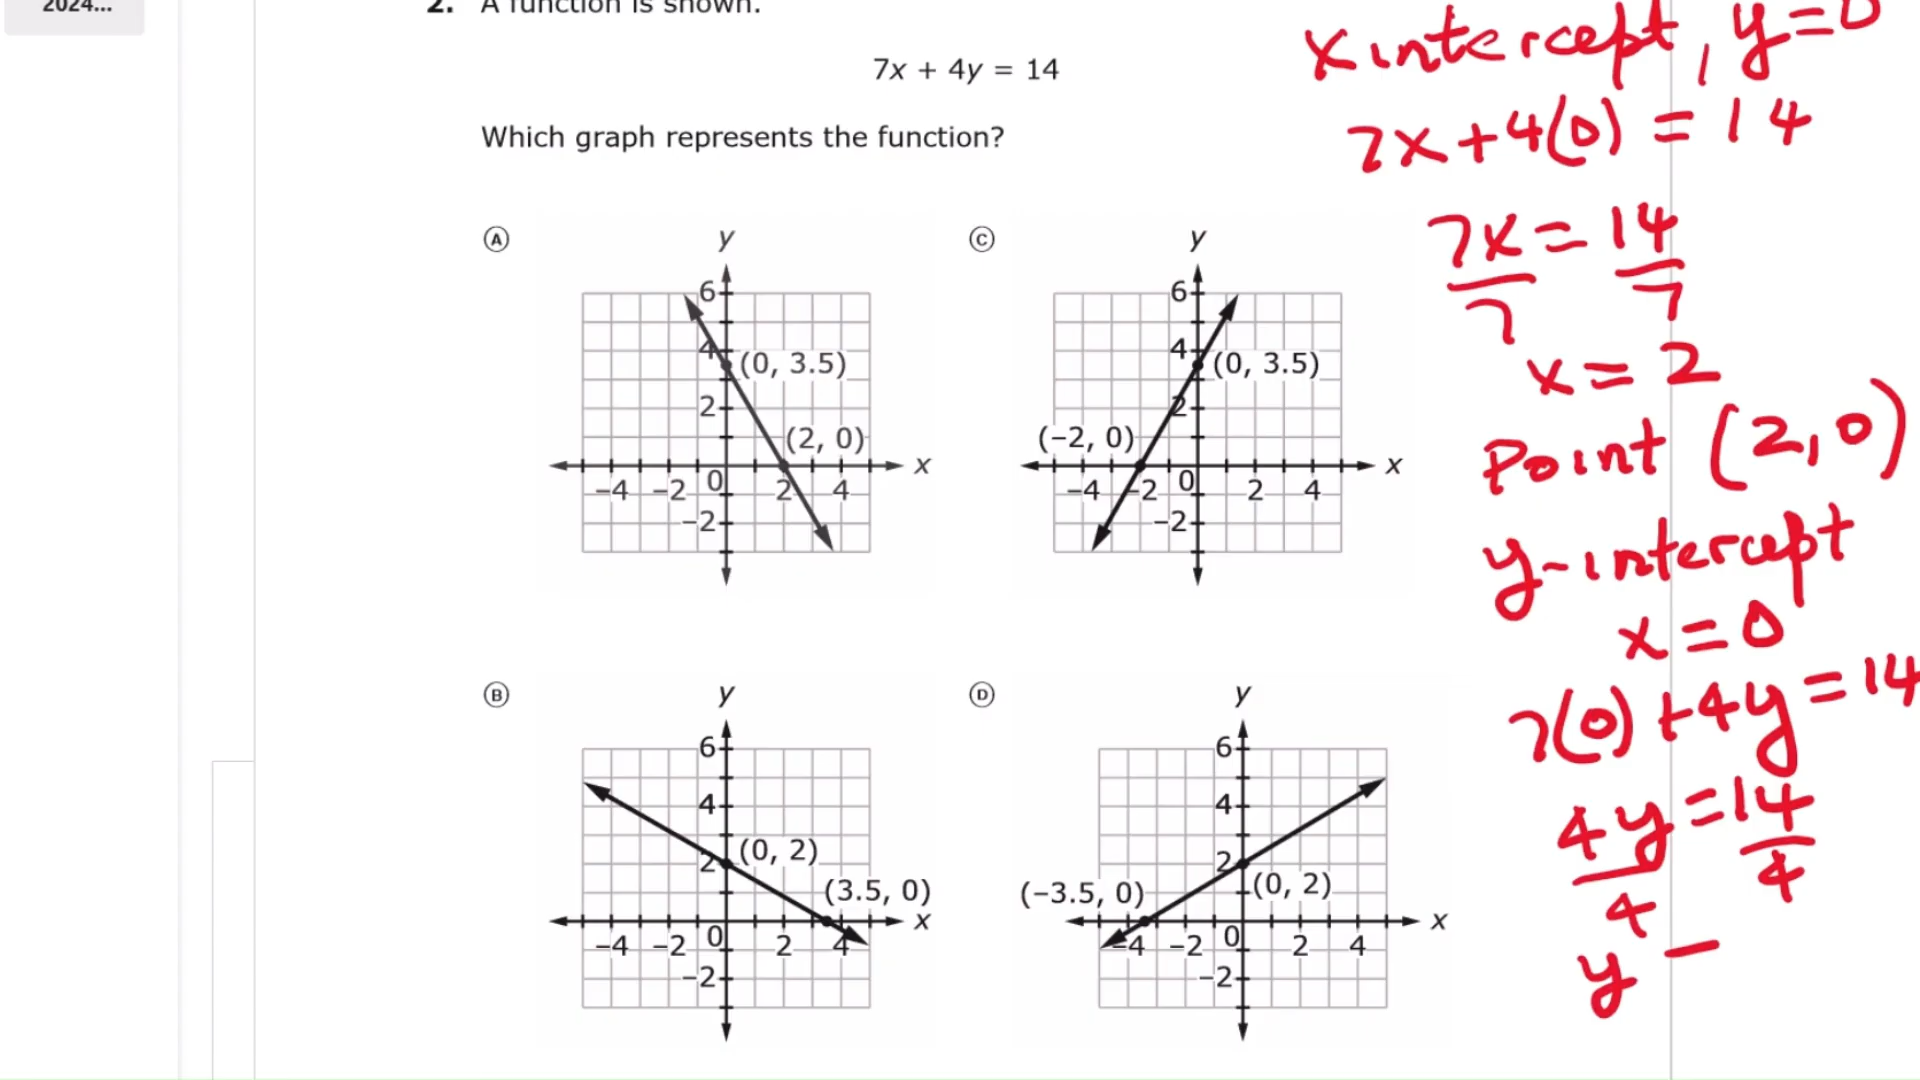 2024...
2. A function is shown.
7x + 4y = 14
Which graph represents the function?
A
y
6
4
(0, 3.5)
2
(2, 0)
x
−4 −2 0 2 4
−2
C
y
6
4
(0, 3.5)
2
(−2, 0)
x
−4 −2 0 2 4
−2
B
y
6
4
2
(0, 2)
(3.5, 0)
x
−4 −2 0 2 4
−2
D
y
6
4
2
(−3.5, 0)
(0, 2)
x
−4 −2 0 2 4
−2
x intercept, y=0
7x+4(0) = 14
7x = 14
7 7
x = 2
Point (2,0)
y-intercept
x = 0
7(0)+4y=14
4y=14
4 4
y −